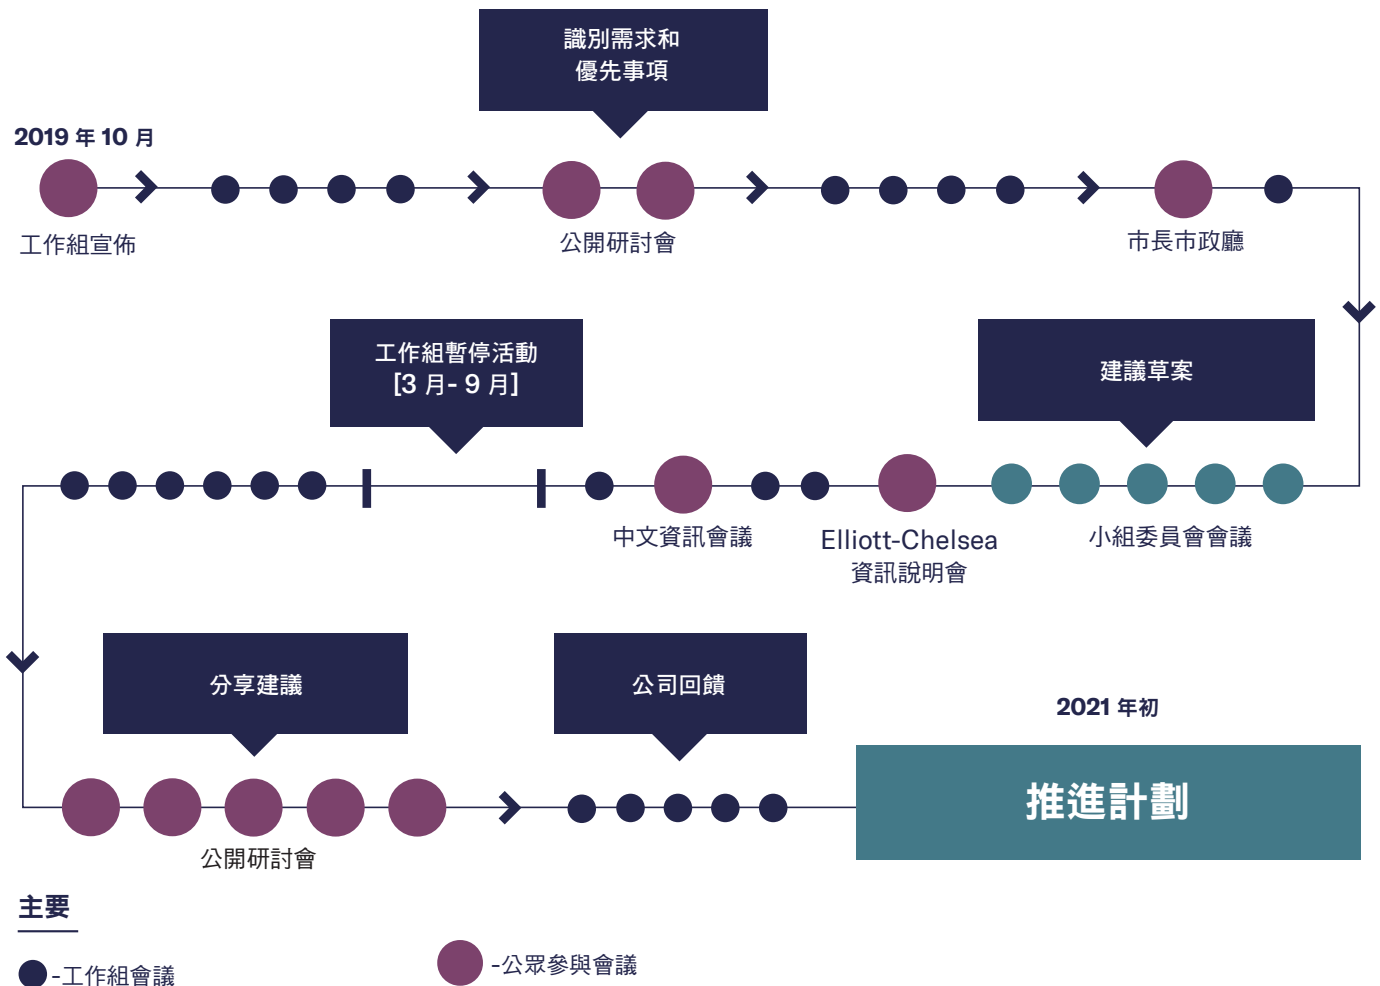 識別需求和
優先事項
2019 年 10 月
工作組宣佈
公開研討會
市長市政廳
工作組暫停活動
[3 月- 9 月]
建議草案
中文資訊會議
Elliott-Chelsea
資訊說明會
小組委員會會議
分享建議
公司回饋
2021 年初
推進計劃
公開研討會
主要
-工作組會議
-公眾參與會議